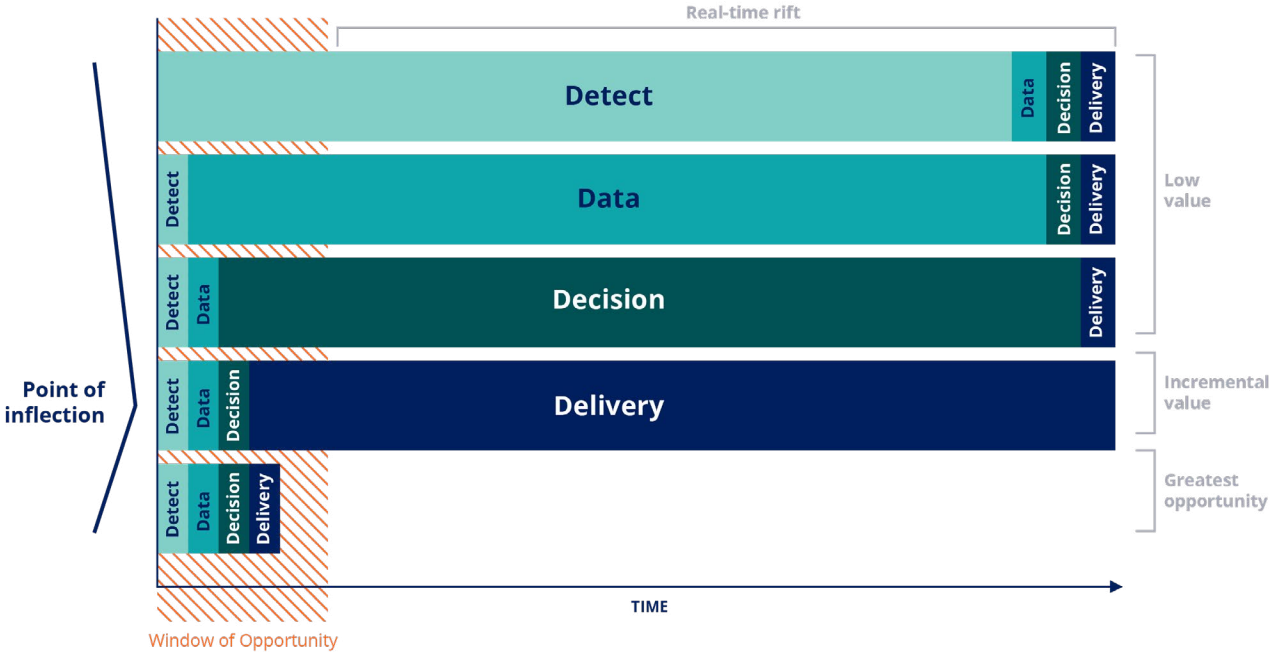 Real-time rift
Detect
Data
Decision
Delivery
Detect
Data
Decision
Delivery
Low
value
Detect
Data
Decision
Delivery
Point of
inflection
Detect
Data
Decision
Delivery
Incremental
value
Detect
Data
Decision
Delivery
Greatest
opportunity
TIME
Window of Opportunity